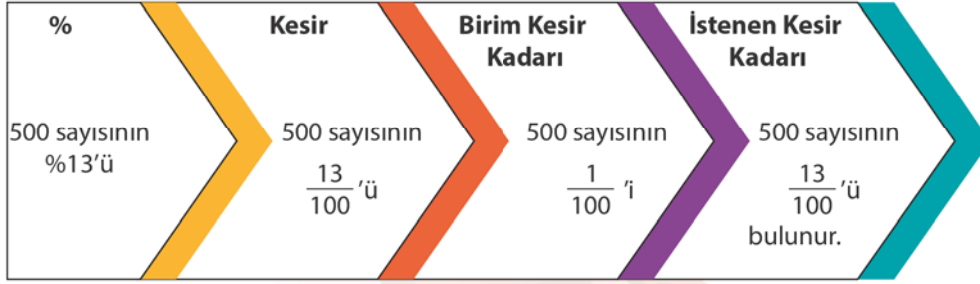 %
500 sayısının
%13'ü
Kesir
500 sayısının
13
100 'ü
Birim Kesir
Kadarı
500 sayısının
1
100 'i
İstenen Kesir
Kadarı
500 sayısının
13
100 'ü
bulunur.